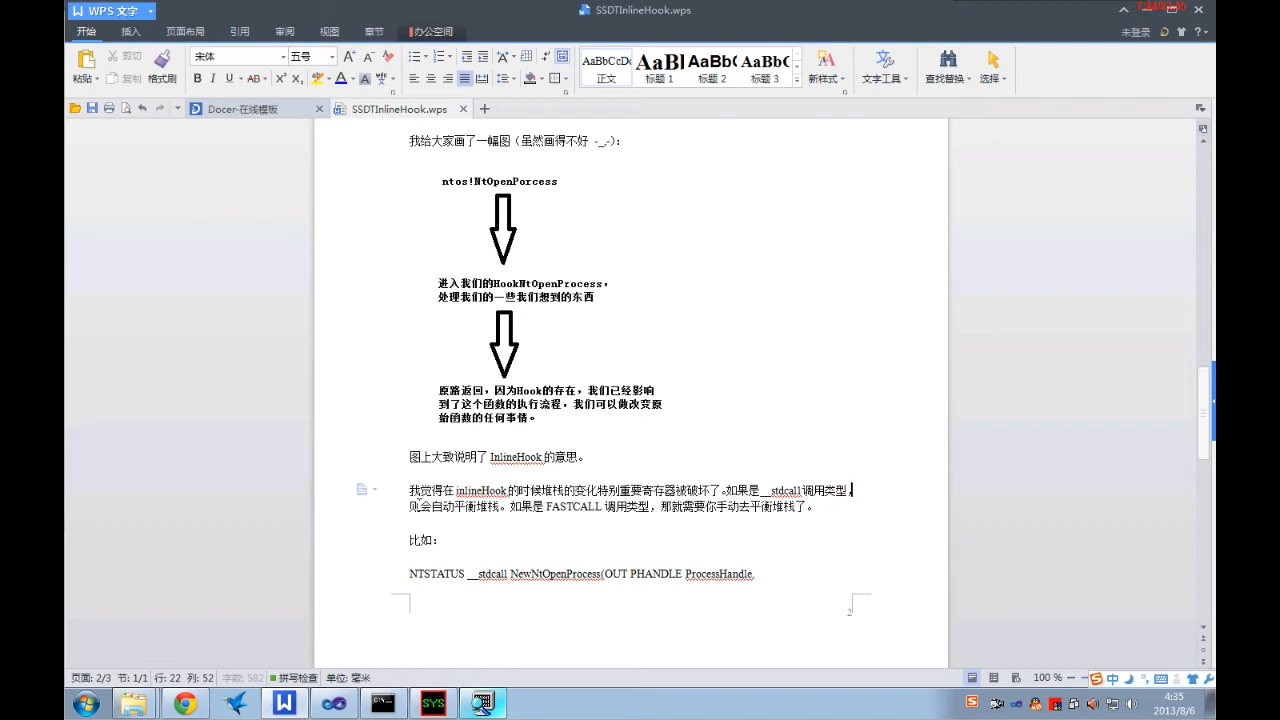 WPS 文字
SSDTInlineHook.wps
开始 插入 页面布局 引用 审阅 视图 章节 办公空间
未登录
粘贴 剪切 复制 格式刷
宋体 五号
AaBbCcDc AaBl AaBb( AaBb(
正文 标题 1 标题 2 标题 3
新样式 文字工具 查找替换 选择
Docer-在线模板 SSDTInlineHook.wps
我给大家画了一幅图（虽然画得不好 -_,-）：
ntos!NtOpenPorcess
进入我们的HookNtOpenProcess，
处理我们的一些我们想到的东西
原路返回，因为Hook的存在，我们已经影响
到了这个函数的执行流程，我们可以做改变原
始函数的任何事情。
图上大致说明了 InlineHook 的意思。
我觉得在 inlineHook 的时候堆栈的变化特别重要寄存器被破坏了。如果是__stdcall 调用类型，
则会自动平衡堆栈。如果是 FASTCALL 调用类型，那就需要你手动去平衡堆栈了。
比如：
NTSTATUS __stdcall NewNtOpenProcess(OUT PHANDLE ProcessHandle,
2
页面: 2/3 节: 1/1 行: 22 列: 52 字数: 582 拼写检查 单位: 毫米
100 %
中
SYS
4:35
2013/8/6